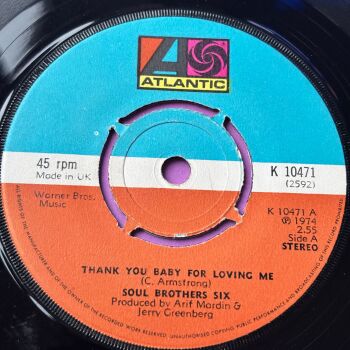 ATLANTIC
45 rpm
Made in UK
Warner Bros.
Music
K 10471
(2592)
K 10471 A
℗ 1974
2.55
Side A
STEREO
THANK YOU BABY FOR LOVING ME
(C. Armstrong)
SOUL BROTHERS SIX
Produced by Arif Mardin &
Jerry Greenberg